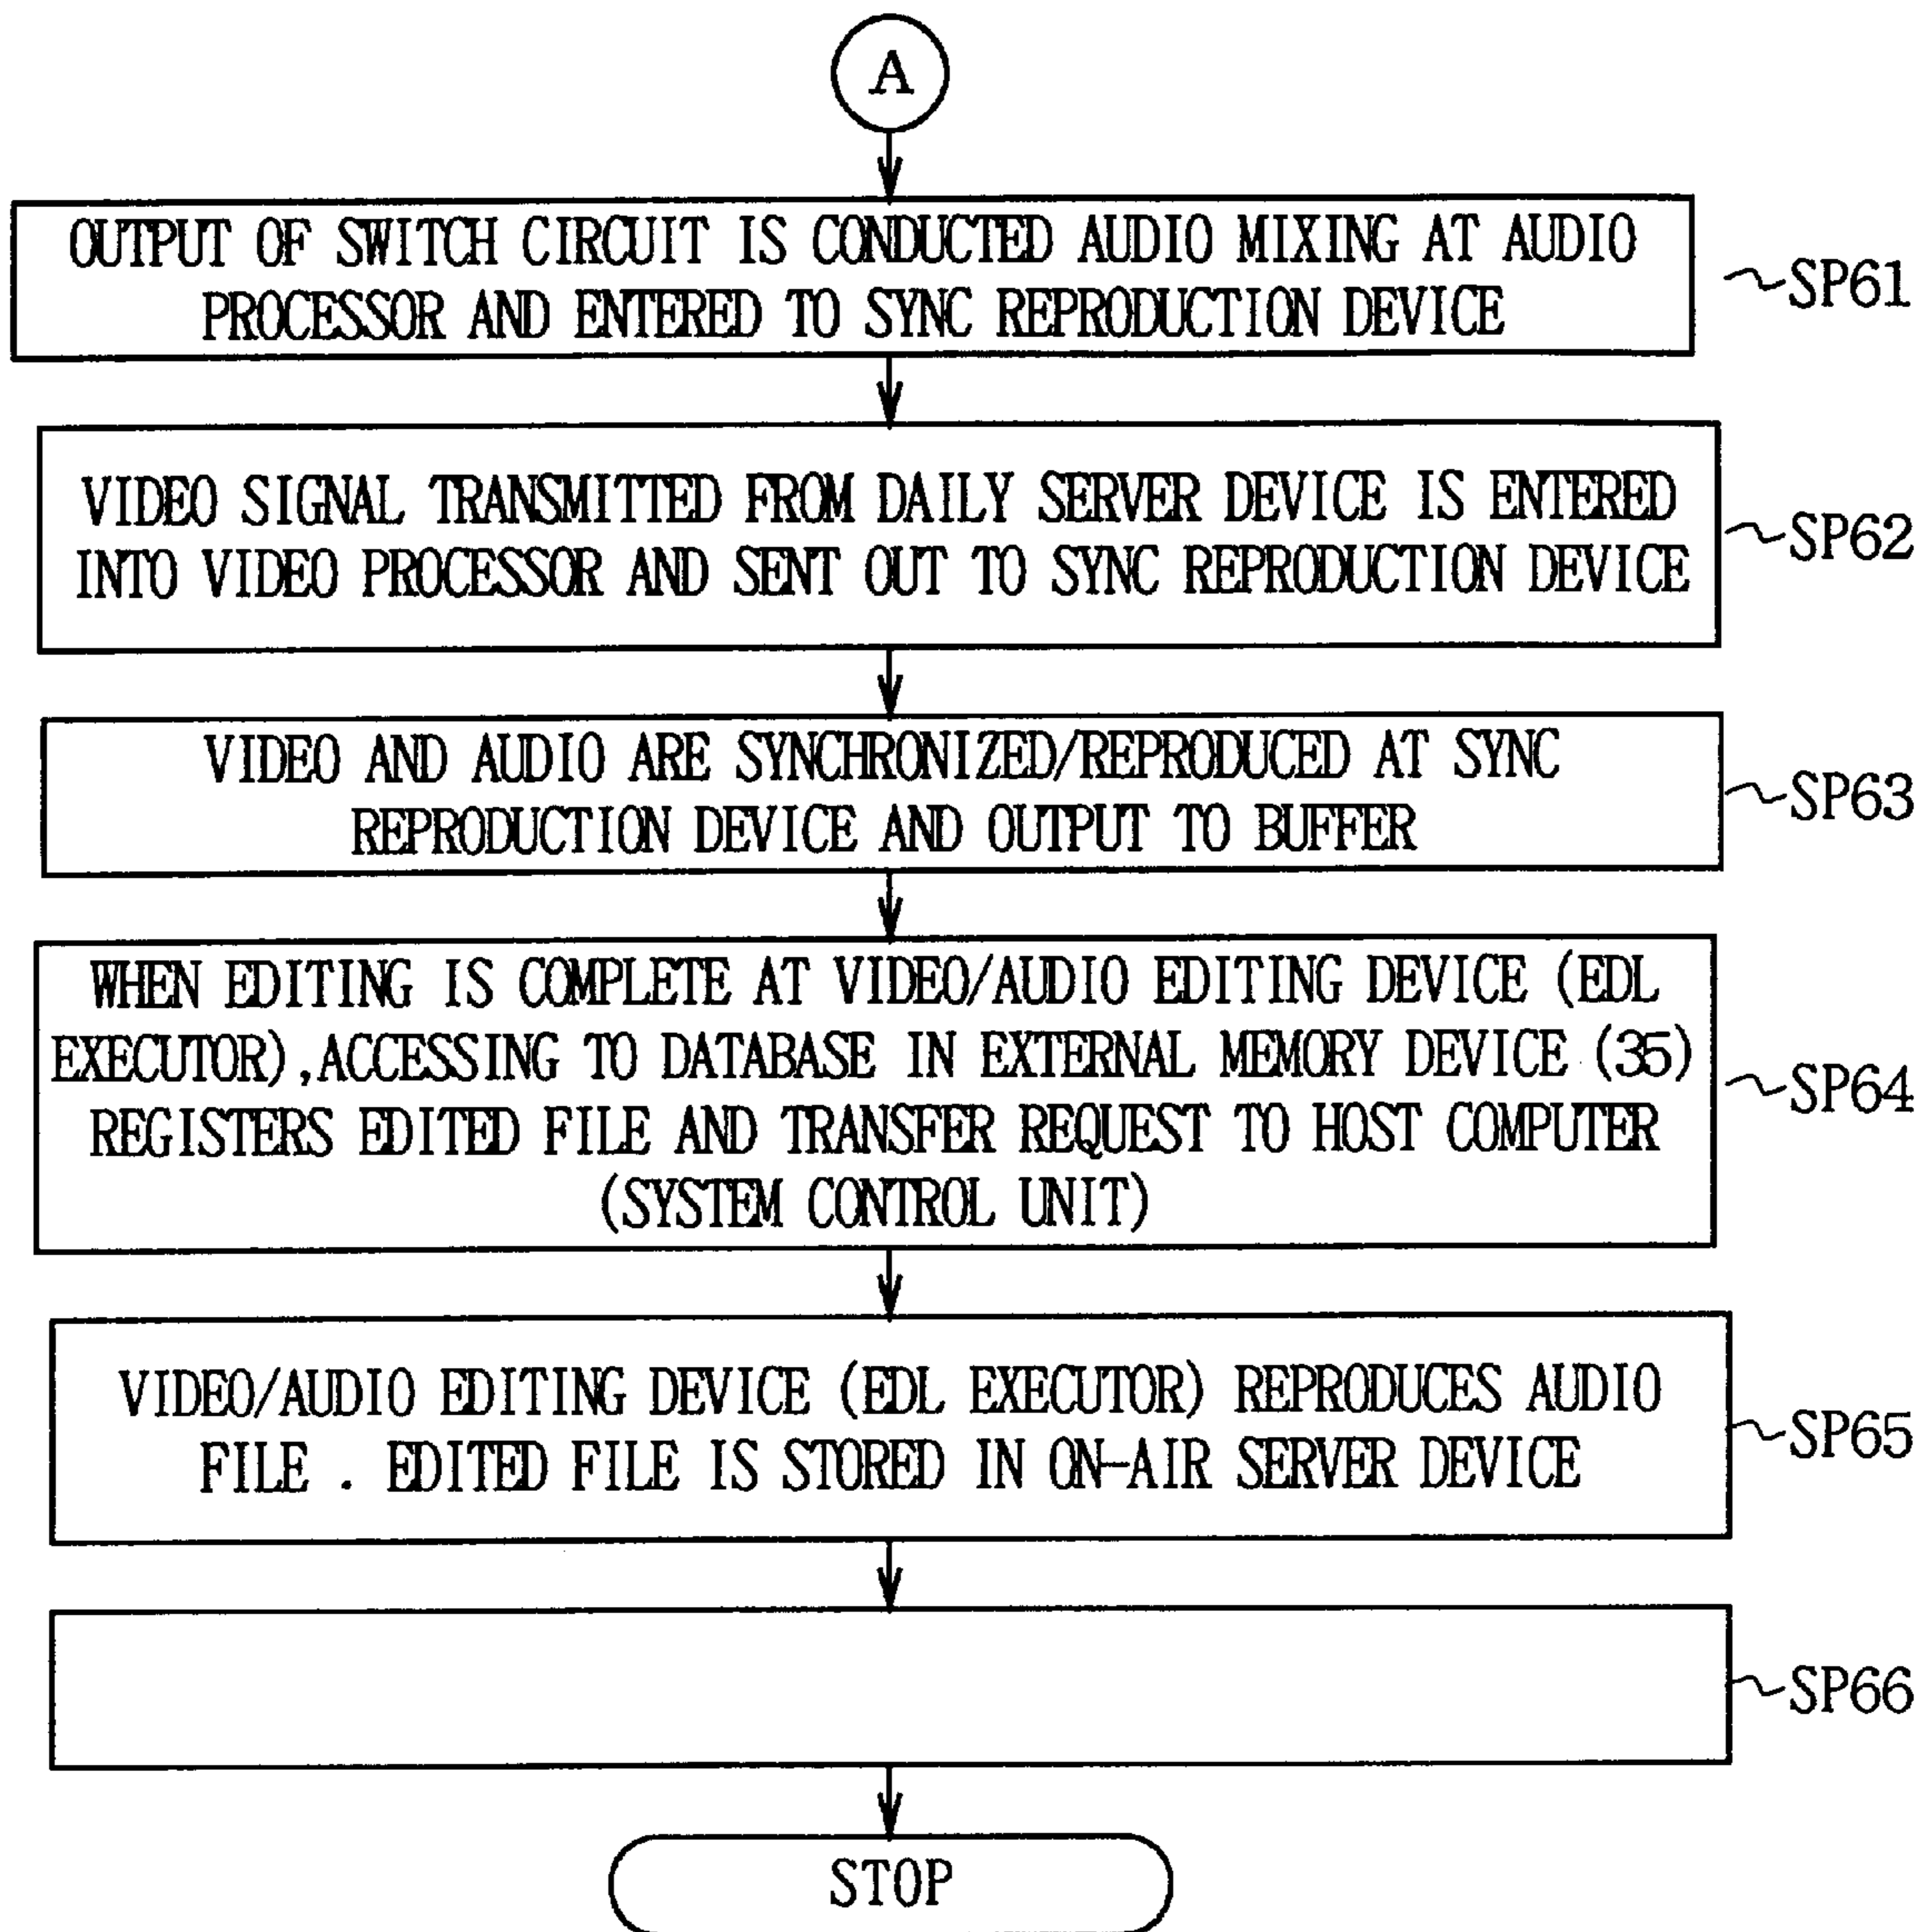 A
OUTPUT OF SWITCH CIRCUIT IS CONDUCTED AUDIO MIXING AT AUDIO
PROCESSOR AND ENTERED TO SYNC REPRODUCTION DEVICE
SP61
VIDEO SIGNAL TRANSMITTED FROM DAILY SERVER DEVICE IS ENTERED
INTO VIDEO PROCESSOR AND SENT OUT TO SYNC REPRODUCTION DEVICE
SP62
VIDEO AND AUDIO ARE SYNCHRONIZED/REPRODUCED AT SYNC
REPRODUCTION DEVICE AND OUTPUT TO BUFFER
SP63
WHEN EDITING IS COMPLETE AT VIDEO/AUDIO EDITING DEVICE (EDL
EXECUTOR), ACCESSING TO DATABASE IN EXTERNAL MEMORY DEVICE (35)
REGISTERS EDITED FILE AND TRANSFER REQUEST TO HOST COMPUTER
(SYSTEM CONTROL UNIT)
SP64
VIDEO/AUDIO EDITING DEVICE (EDL EXECUTOR) REPRODUCES AUDIO
FILE . EDITED FILE IS STORED IN ON-AIR SERVER DEVICE
SP65
SP66
STOP